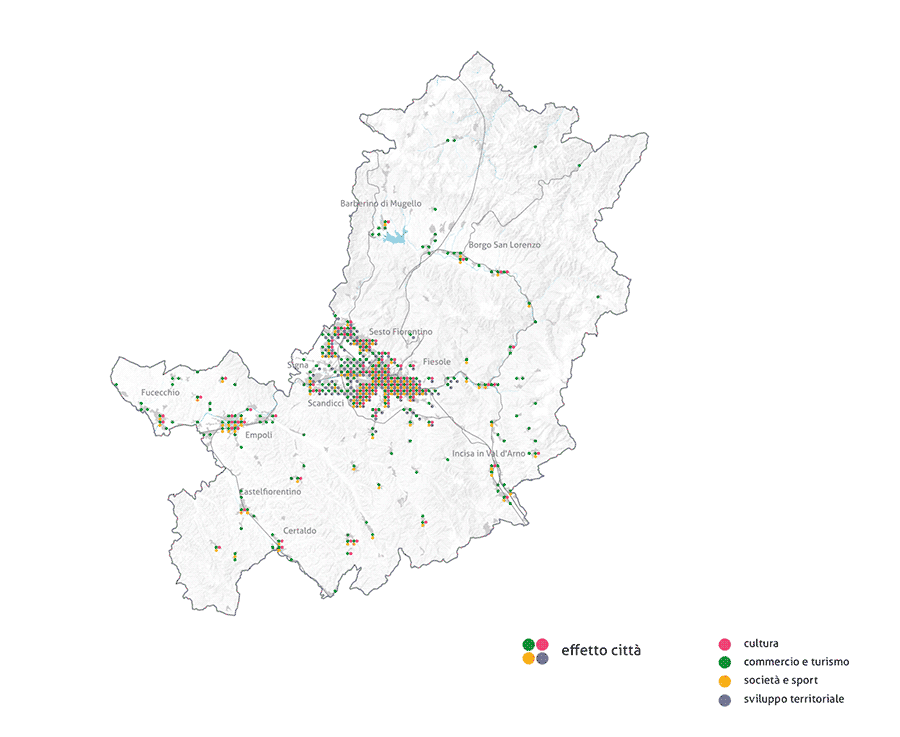 Barberino di Mugello
Borgo San Lorenzo
Sesto Fiorentino
Signa
Fiesole
Fucecchio
Scandicci
Empoli
Incisa in Val d'Arno
Castelfiorentino
Certaldo
effetto città
cultura
commercio e turismo
società e sport
sviluppo territoriale